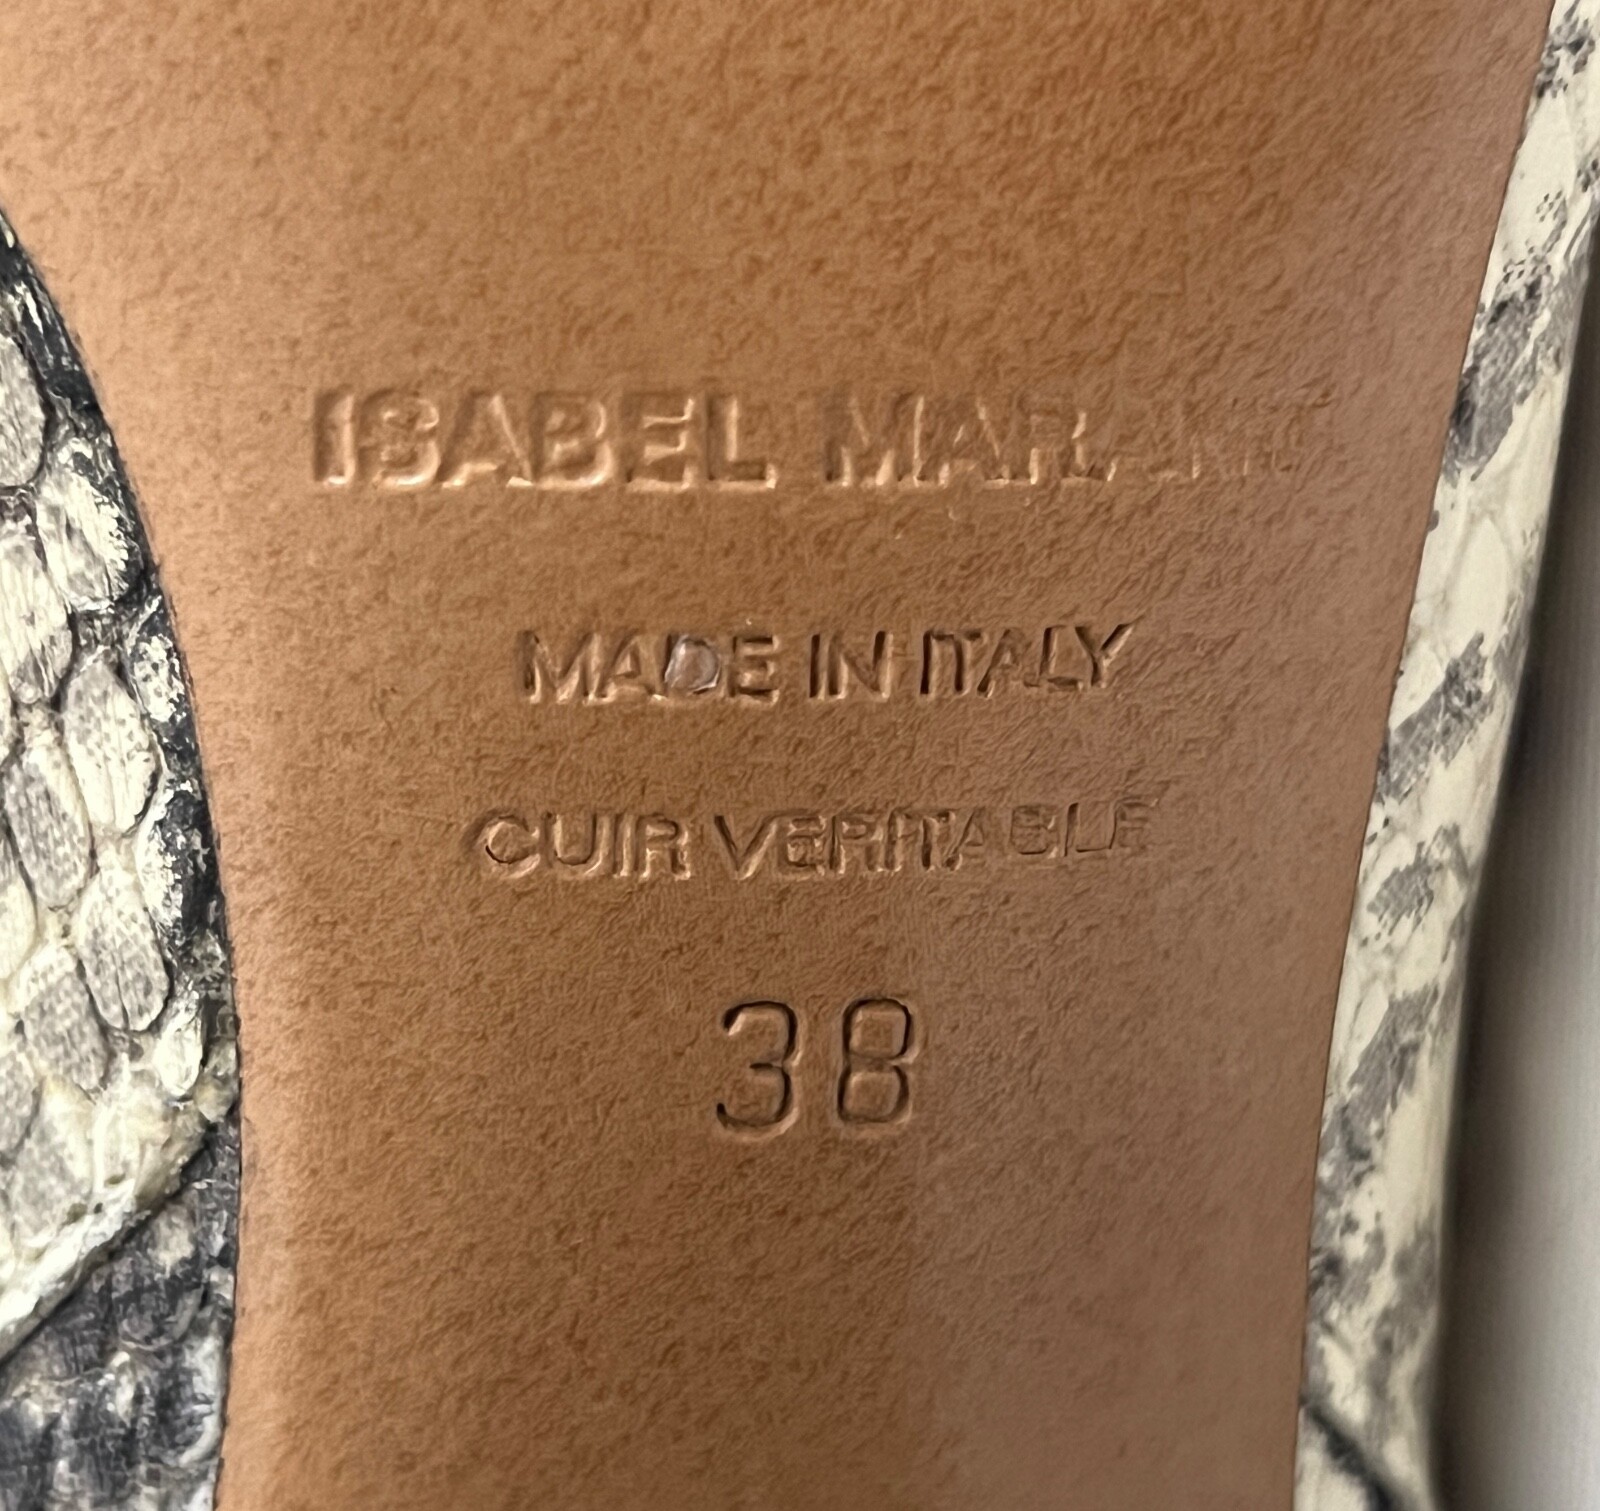 ISABEL MARANT
MADE IN ITALY
CUIR VERITABLE
38